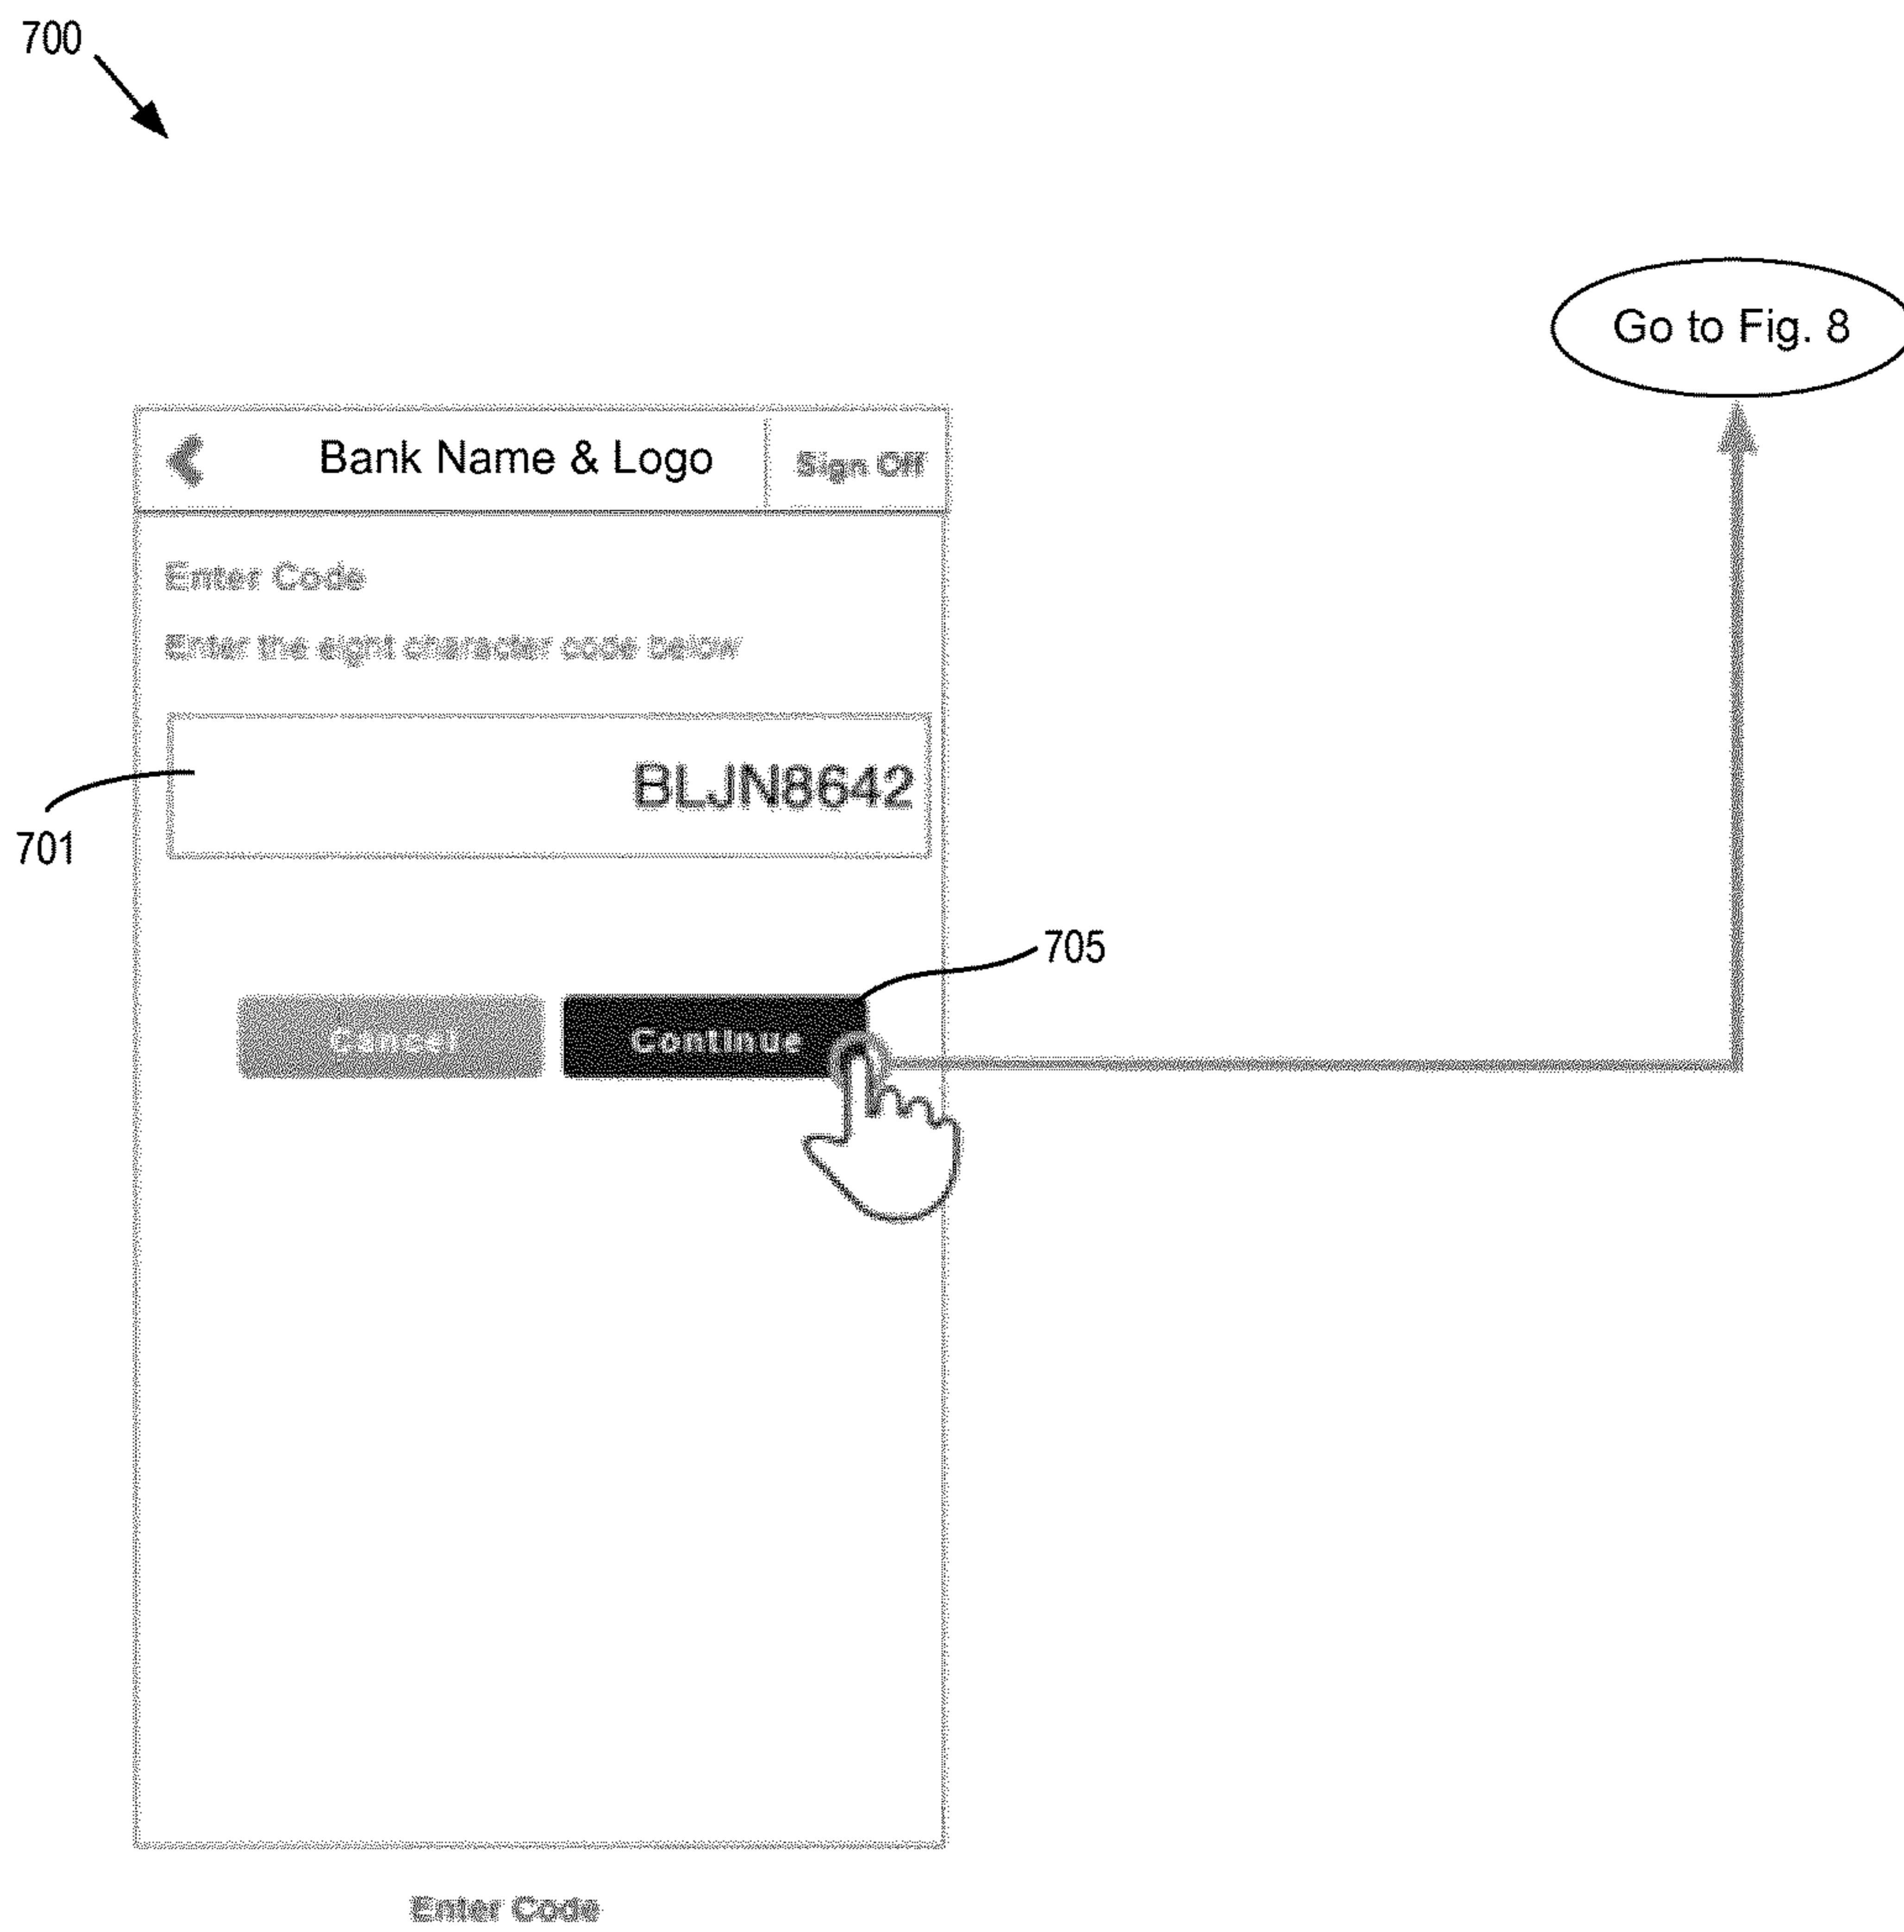 700
Go to Fig. 8
Bank Name & Logo Sign Off
Enter Code
Enter the eight character code below
BLJN8642
701
705
Cancel Continue
Enter Code